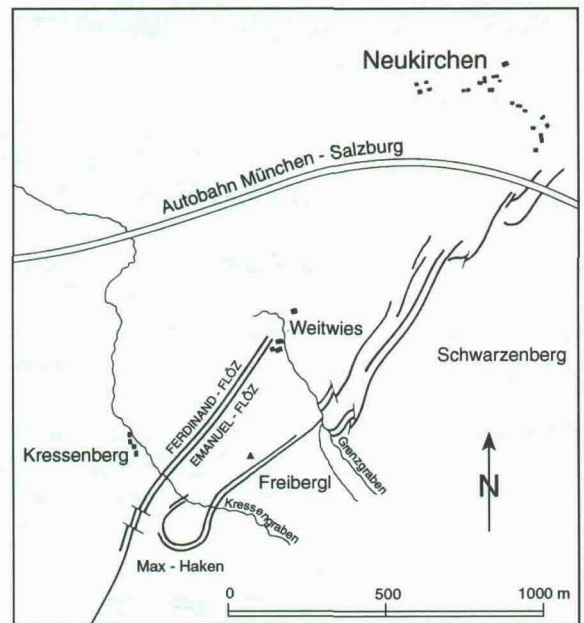 Neukirchen
Autobahn München - Salzburg
Weitwies
Schwarzenberg
FERDINAND - FLÖZ
EMANUEL - FLÖZ
Kressenberg
Grenzgraben
Freibergl
Kressengraben
N
Max - Haken
0 500 1000 m